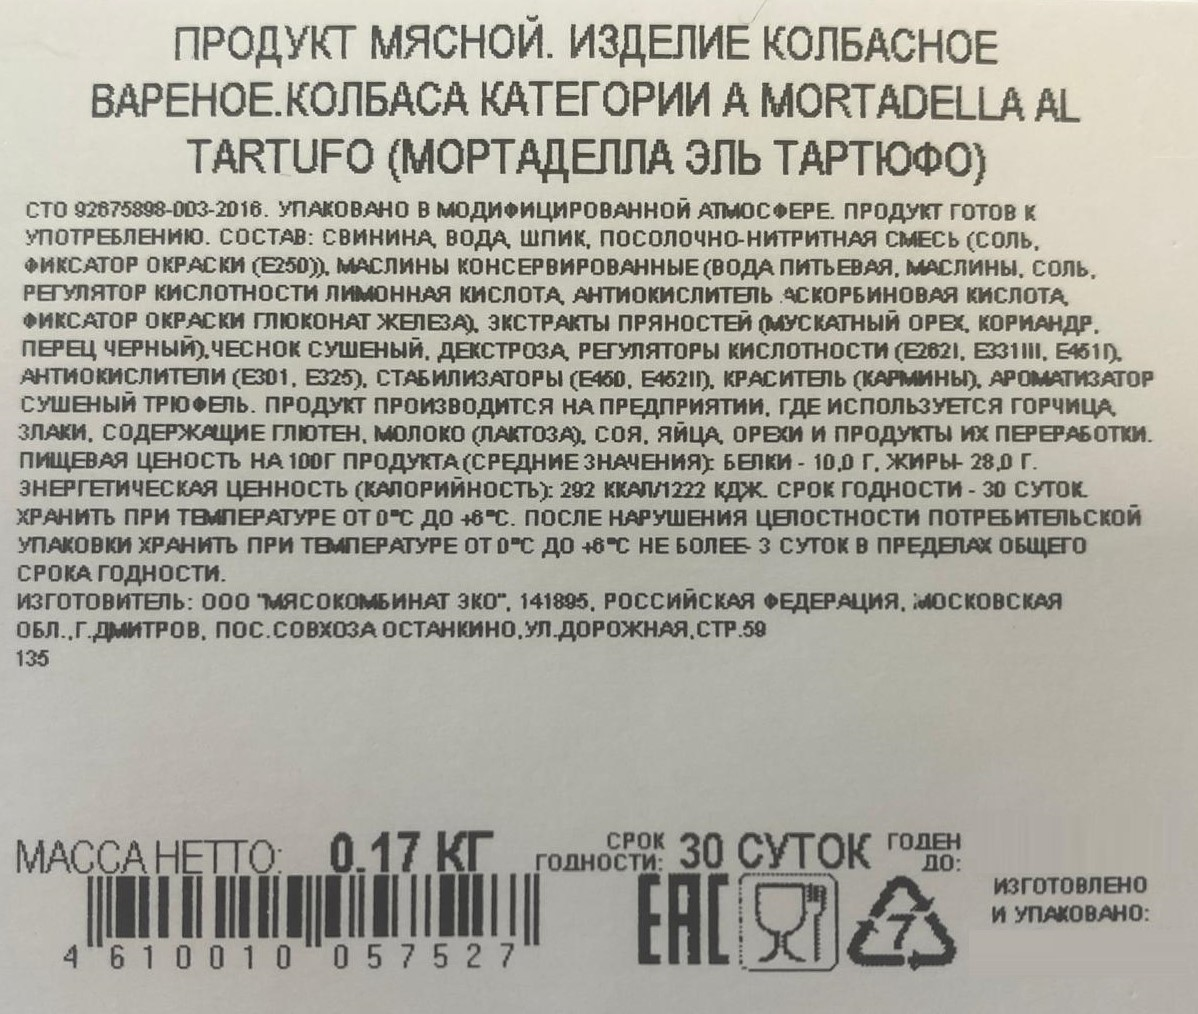 ПРОДУКТ МЯСНОЙ. ИЗДЕЛИЕ КОЛБАСНОЕ
ВАРЕНОЕ.КОЛБАСА КАТЕГОРИИ А MORTADELLA AL
TARTUFO (МОРТАДЕЛЛА ЭЛЬ ТАРТЮФО)
СТО 92675898-003-2016. УПАКОВАНО В МОДИФИЦИРОВАННОЙ АТМОСФЕРЕ. ПРОДУКТ ГОТОВ К
УПОТРЕБЛЕНИЮ. СОСТАВ: СВИНИНА, ВОДА, ШПИК, ПОСОЛОЧНО-НИТРИТНАЯ СМЕСЬ (СОЛЬ,
ФИКСАТОР ОКРАСКИ (Е250)), МАСЛИНЫ КОНСЕРВИРОВАННЫЕ (ВОДА ПИТЬЕВАЯ, МАСЛИНЫ, СОЛЬ,
РЕГУЛЯТОР КИСЛОТНОСТИ ЛИМОННАЯ КИСЛОТА, АНТИОКИСЛИТЕЛЬ АСКОРБИНОВАЯ КИСЛОТА,
ФИКСАТОР ОКРАСКИ ГЛЮКОНАТ ЖЕЛЕЗА), ЭКСТРАКТЫ ПРЯНОСТЕЙ (МУСКАТНЫЙ ОРЕХ, КОРИАНДР,
ПЕРЕЦ ЧЕРНЫЙ),ЧЕСНОК СУШЕНЫЙ, ДЕКСТРОЗА, РЕГУЛЯТОРЫ КИСЛОТНОСТИ (Е262I, Е331III, Е451I),
АНТИОКИСЛИТЕЛИ (Е301, Е325), СТАБИЛИЗАТОРЫ (Е450, Е452II), КРАСИТЕЛЬ (КАРМИНЫ), АРОМАТИЗАТОР
СУШЕНЫЙ ТРЮФЕЛЬ. ПРОДУКТ ПРОИЗВОДИТСЯ НА ПРЕДПРИЯТИИ, ГДЕ ИСПОЛЬЗУЕТСЯ ГОРЧИЦА,
ЗЛАКИ, СОДЕРЖАЩИЕ ГЛЮТЕН, МОЛОКО (ЛАКТОЗА), СОЯ, ЯЙЦА, ОРЕХИ И ПРОДУКТЫ ИХ ПЕРЕРАБОТКИ.
ПИЩЕВАЯ ЦЕНОСТЬ НА 100Г ПРОДУКТА (СРЕДНИЕ ЗНАЧЕНИЯ): БЕЛКИ - 10,0 Г, ЖИРЫ- 28,0 Г.
ЭНЕРГЕТИЧЕСКАЯ ЦЕННОСТЬ (КАЛОРИЙНОСТЬ): 292 ККАЛ/1222 КДЖ. СРОК ГОДНОСТИ - 30 СУТОК.
ХРАНИТЬ ПРИ ТЕМПЕРАТУРЕ ОТ 0°С ДО +6°С. ПОСЛЕ НАРУШЕНИЯ ЦЕЛОСТНОСТИ ПОТРЕБИТЕЛЬСКОЙ
УПАКОВКИ ХРАНИТЬ ПРИ ТЕМПЕРАТУРЕ ОТ 0°С ДО +6°С НЕ БОЛЕЕ- 3 СУТОК В ПРЕДЕЛАХ ОБЩЕГО
СРОКА ГОДНОСТИ.
ИЗГОТОВИТЕЛЬ: ООО "МЯСОКОМБИНАТ ЭКО", 141895, РОССИЙСКАЯ ФЕДЕРАЦИЯ, МОСКОВСКАЯ
ОБЛ.,Г.ДМИТРОВ, ПОС.СОВХОЗА ОСТАНКИНО,УЛ.ДОРОЖНАЯ,СТР.59
135
МАССА НЕТТО: 0.17 КГ СРОК ГОДНОСТИ: 30 СУТОК ГОДЕН ДО:
ИЗГОТОВЛЕНО
И УПАКОВАНО:
EAC 7
4 610010 057527